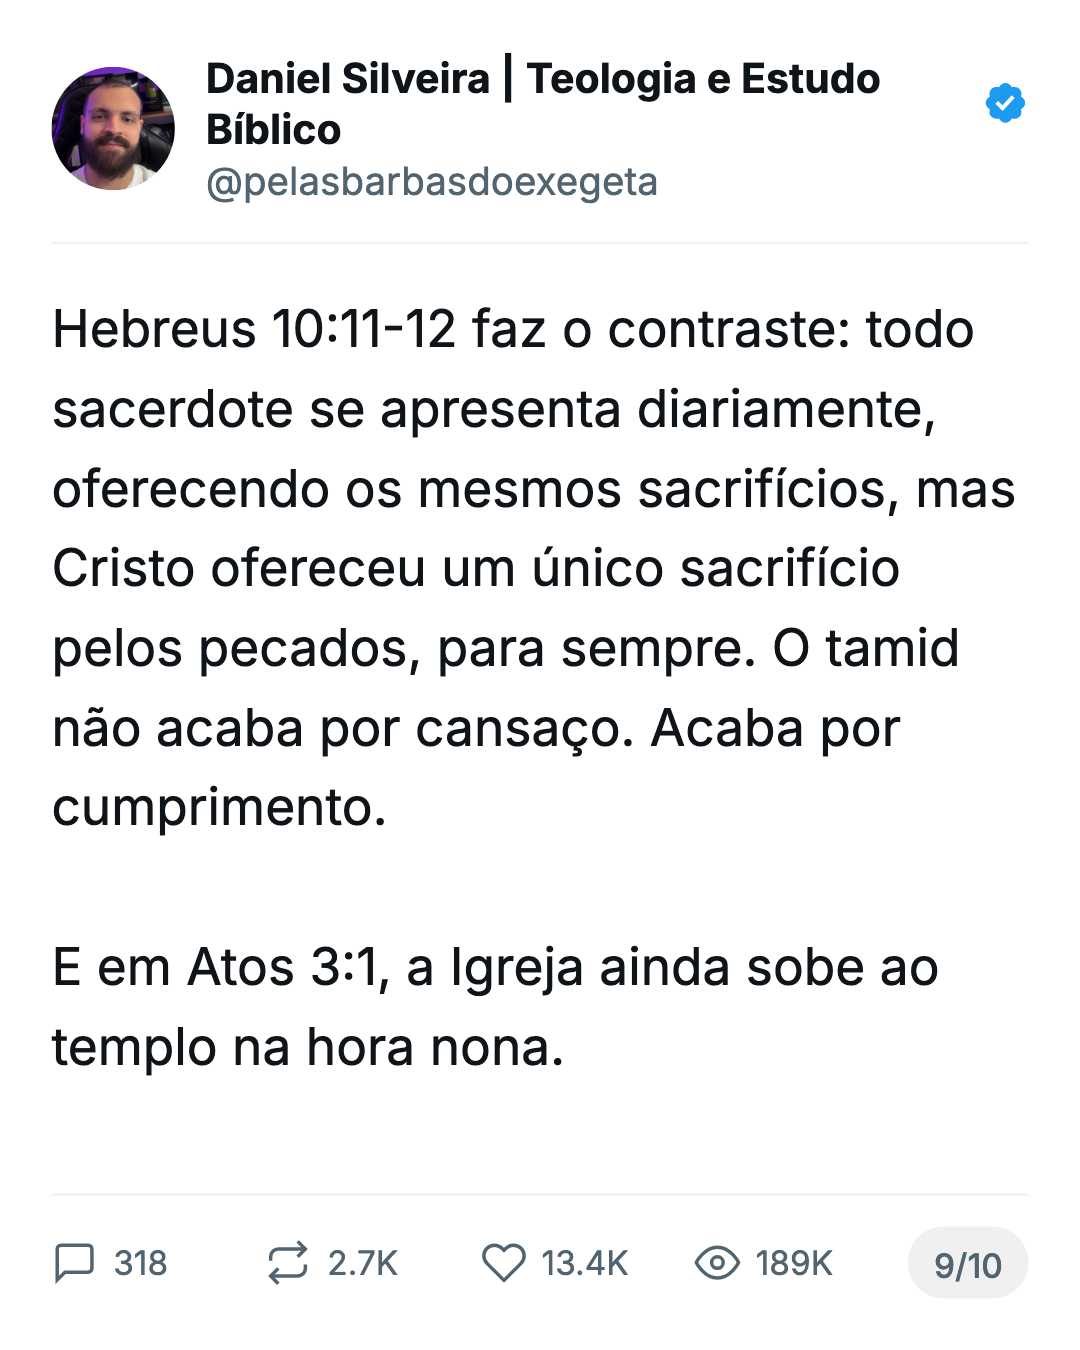 Daniel Silveira | Teologia e Estudo
Bíblico
@pelasbarbasdoexegeta
Hebreus 10:11-12 faz o contraste: todo
sacerdote se apresenta diariamente,
oferecendo os mesmos sacrifícios, mas
Cristo ofereceu um único sacrifício
pelos pecados, para sempre. O tamid
não acaba por cansaço. Acaba por
cumprimento.
E em Atos 3:1, a Igreja ainda sobe ao
templo na hora nona.
318 2.7K 13.4K 189K 9/10